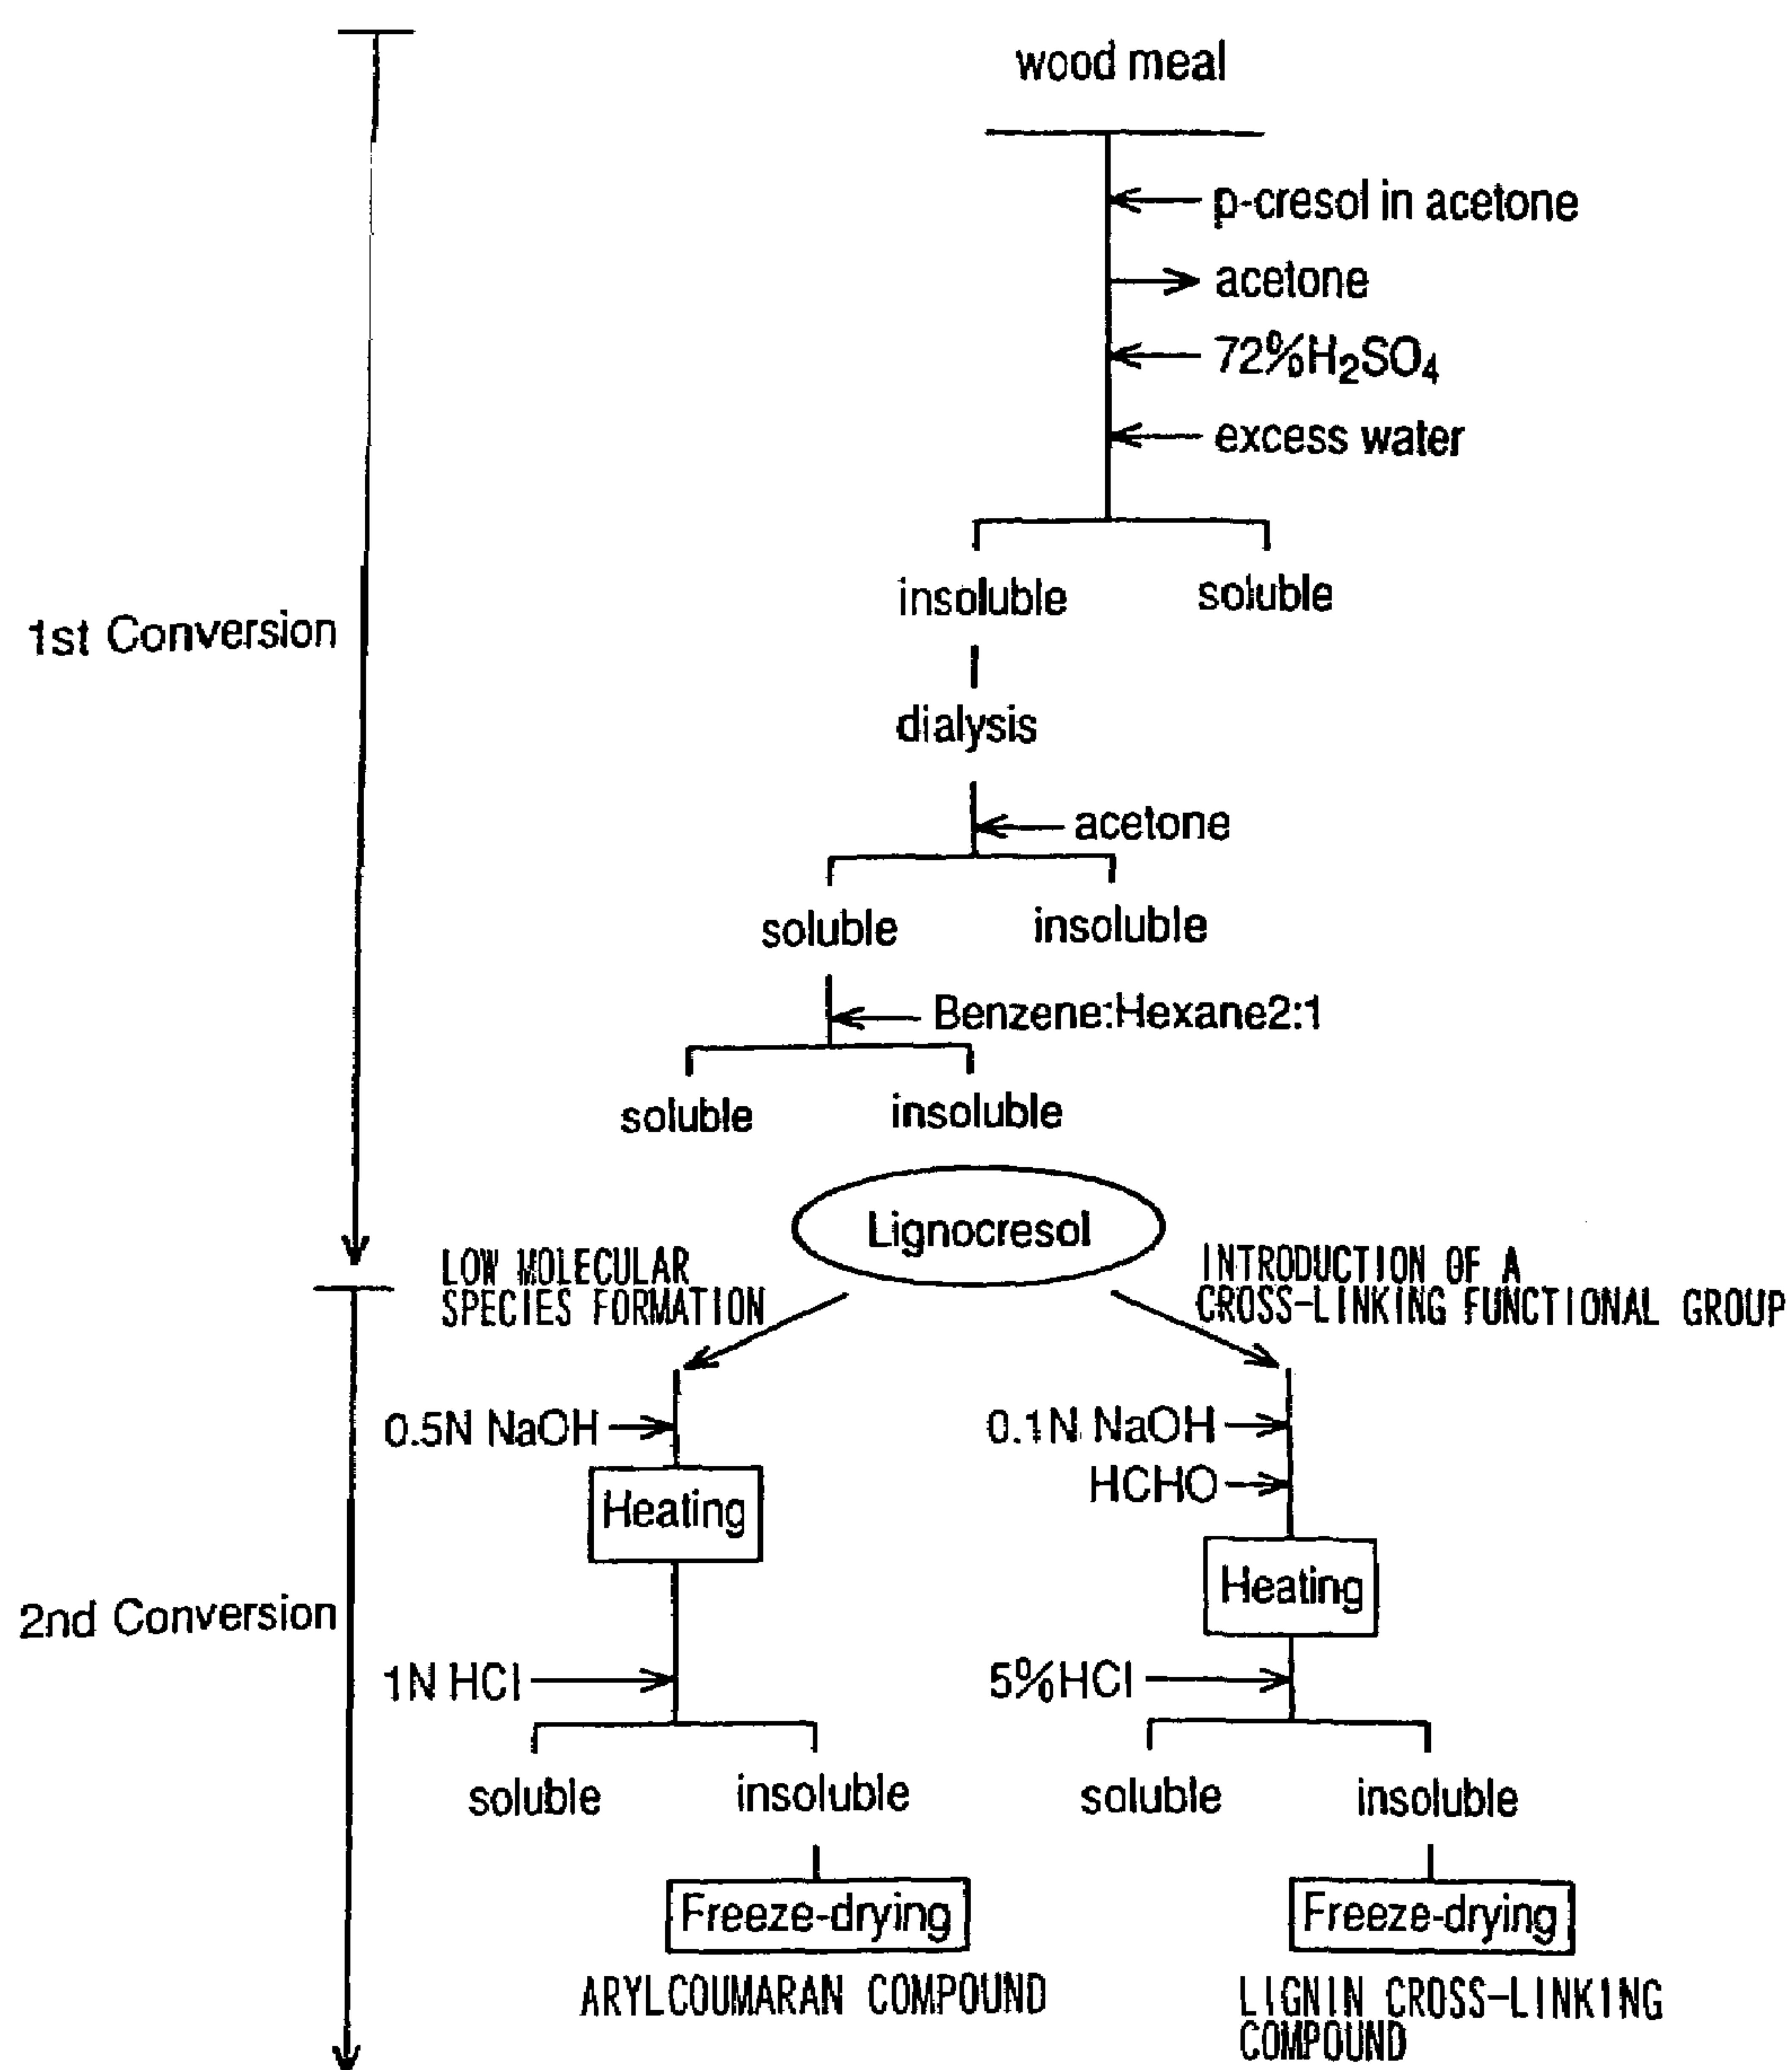 wood meal
p-cresol in acetone
acetone
72%H₂SO₄
excess water
insoluble
soluble
1st Conversion
dialysis
acetone
soluble
insoluble
Benzene:Hexane2:1
soluble
insoluble
Lignocresol
LOW MOLECULAR
SPECIES FORMATION
INTRODUCTION OF A
CROSS-LINKING FUNCTIONAL GROUP
0.5N NaOH
Heating
1N HCl
soluble
insoluble
Freeze-drying
ARYLCOUMARAN COMPOUND
0.1N NaOH
HCHO
Heating
5%HCl
soluble
insoluble
Freeze-drying
LIGNIN CROSS-LINKING
COMPOUND
2nd Conversion